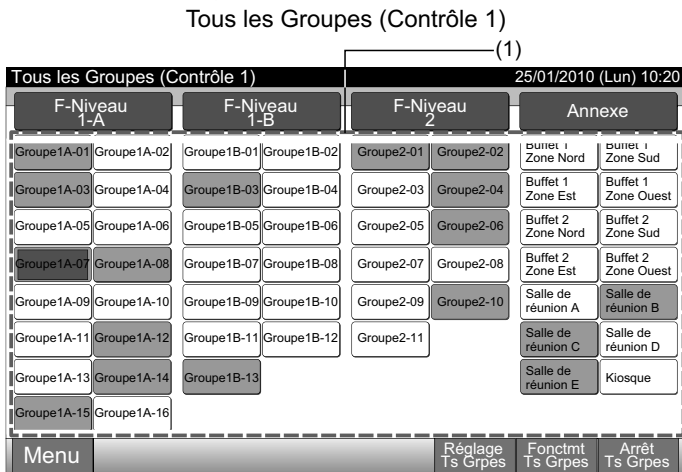 Tous les Groupes (Contrôle 1)
(1)
Tous les Groupes (Contrôle 1) 25/01/2010 (Lun) 10:20
F-Niveau
1-A
F-Niveau
1-B
F-Niveau
2
Annexe
Groupe1A-01 Groupe1A-02 Groupe1B-01 Groupe1B-02 Groupe2-01 Groupe2-02 Buffet 1 Zone Nord Buffet 1 Zone Sud
Groupe1A-03 Groupe1A-04 Groupe1B-03 Groupe1B-04 Groupe2-03 Groupe2-04 Buffet 1 Zone Est Buffet 1 Zone Ouest
Groupe1A-05 Groupe1A-06 Groupe1B-05 Groupe1B-06 Groupe2-05 Groupe2-06 Buffet 2 Zone Nord Buffet 2 Zone Sud
Groupe1A-07 Groupe1A-08 Groupe1B-07 Groupe1B-08 Groupe2-07 Groupe2-08 Buffet 2 Zone Est Buffet 2 Zone Ouest
Groupe1A-09 Groupe1A-10 Groupe1B-09 Groupe1B-10 Groupe2-09 Groupe2-10 Salle de réunion A Salle de réunion B
Groupe1A-11 Groupe1A-12 Groupe1B-11 Groupe1B-12 Groupe2-11 Salle de réunion C Salle de réunion D
Groupe1A-13 Groupe1A-14 Groupe1B-13 Salle de réunion E Kiosque
Groupe1A-15 Groupe1A-16
Menu
Réglage
Ts Grpes
Fonctmt
Ts Grpes
Arrêt
Ts Grpes